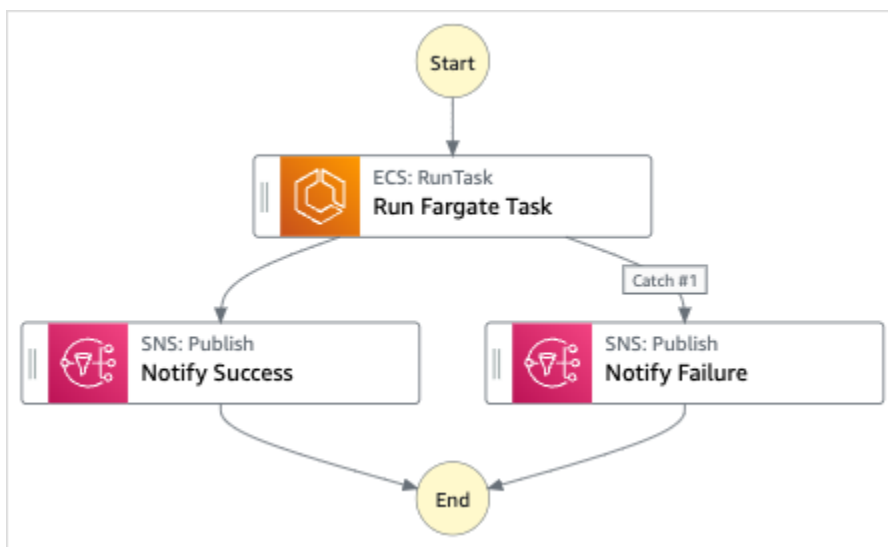 Start
ECS: RunTask
Run Fargate Task
Catch #1
SNS: Publish
Notify Success
SNS: Publish
Notify Failure
End